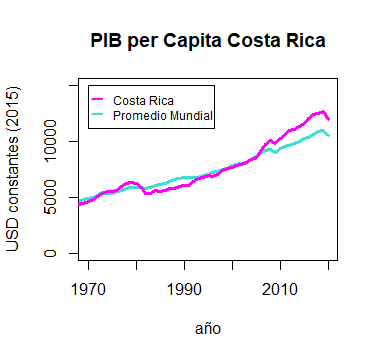 PIB per Capita Costa Rica
USD constantes (2015)
10000
5000
0
Costa Rica
Promedio Mundial
1970
1990
2010
año